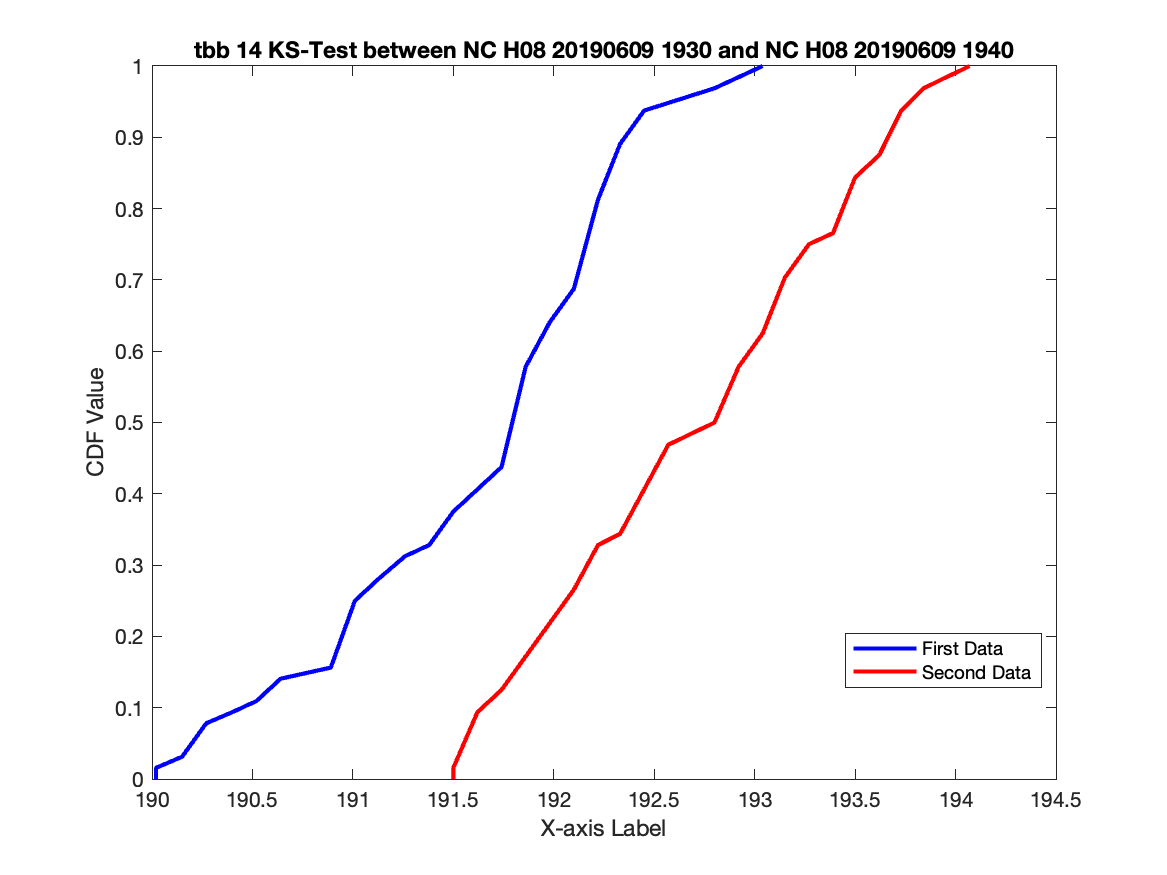 tbb 14 KS-Test between NC H08 20190609 1930 and NC H08 20190609 1940
1
0.9
0.8
0.7
0.6
0.5
0.4
0.3
0.2
0.1
0
CDF Value
First Data
Second Data
190 190.5 191 191.5 192 192.5 193 193.5 194 194.5
X-axis Label